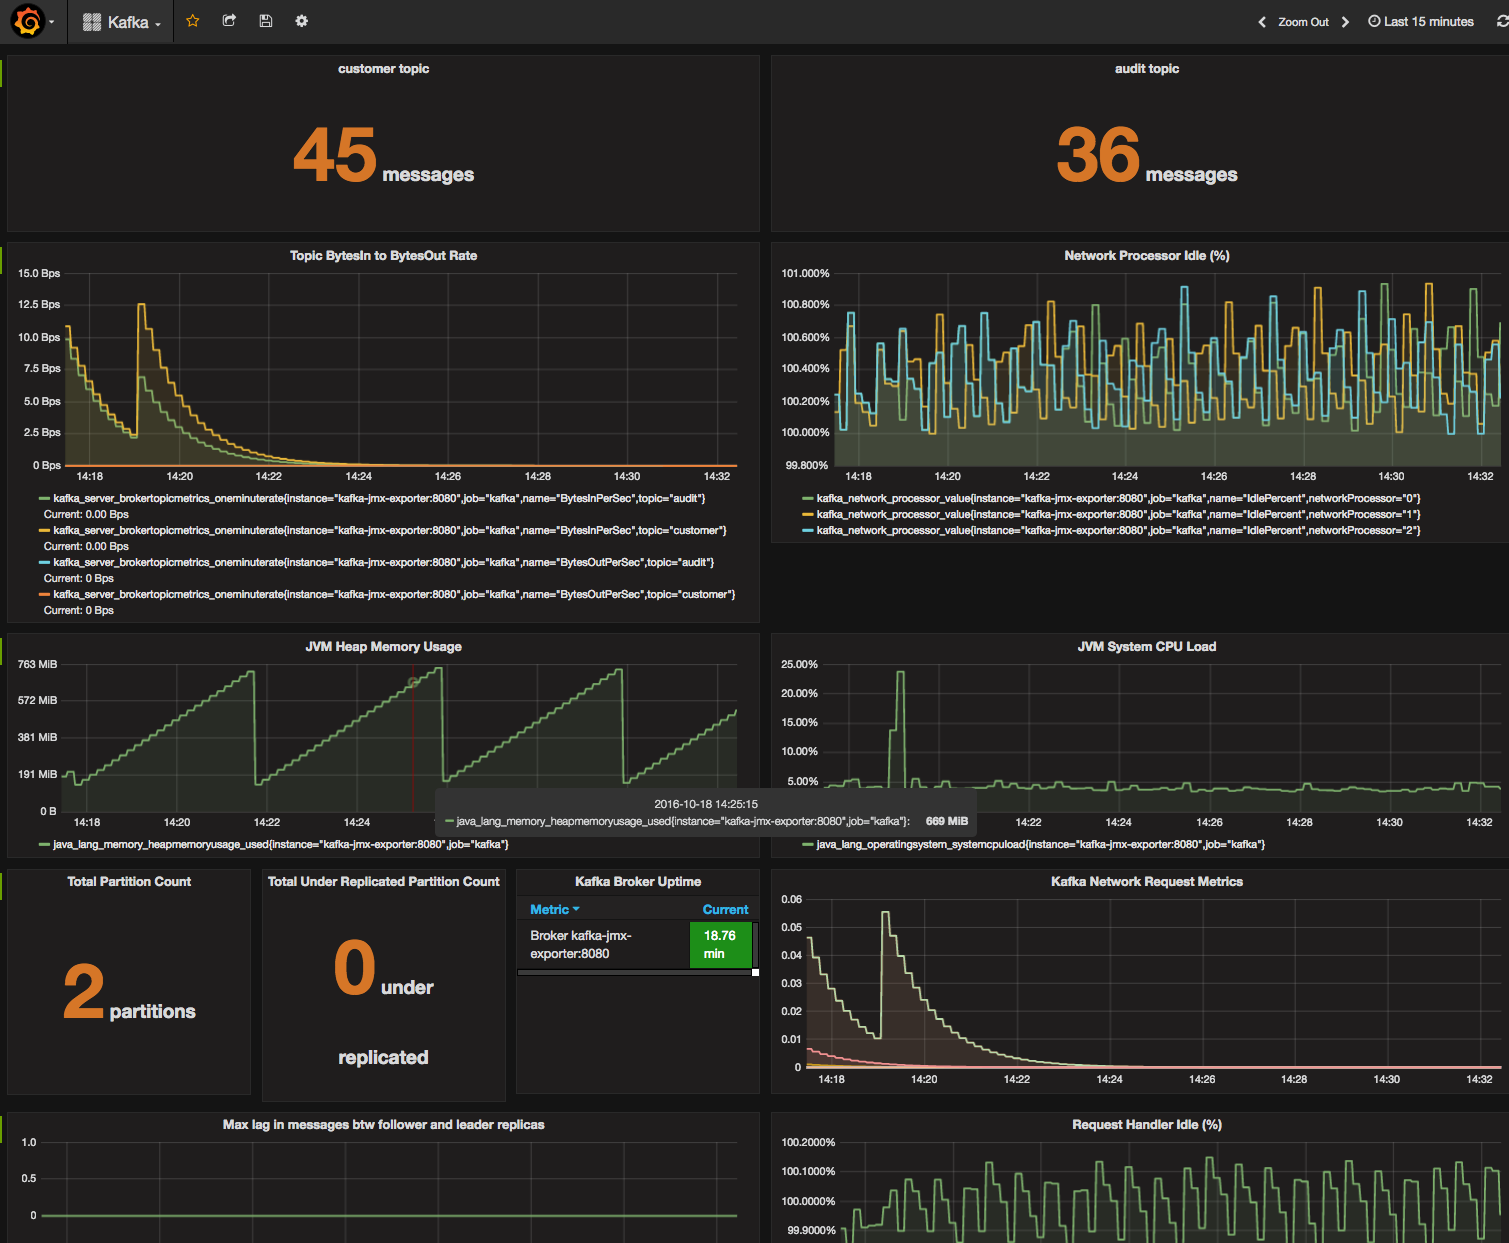 Kafka
Zoom Out
Last 15 minutes
customer topic
45 messages
audit topic
36 messages
Topic BytesIn to BytesOut Rate
15.0 Bps
12.5 Bps
10.0 Bps
7.5 Bps
5.0 Bps
2.5 Bps
0 Bps
14:18 14:20 14:22 14:24 14:26 14:28 14:30 14:32
kafka_server_brokertopicmetrics_oneminuterate{instance="kafka-jmx-exporter:8080",job="kafka",name="BytesInPerSec",topic="audit"}
Current: 0.00 Bps
kafka_server_brokertopicmetrics_oneminuterate{instance="kafka-jmx-exporter:8080",job="kafka",name="BytesInPerSec",topic="customer"}
Current: 0.00 Bps
kafka_server_brokertopicmetrics_oneminuterate{instance="kafka-jmx-exporter:8080",job="kafka",name="BytesOutPerSec",topic="audit"}
Current: 0 Bps
kafka_server_brokertopicmetrics_oneminuterate{instance="kafka-jmx-exporter:8080",job="kafka",name="BytesOutPerSec",topic="customer"}
Current: 0 Bps
Network Processor Idle (%)
101.000%
100.800%
100.600%
100.400%
100.200%
100.000%
99.800%
14:18 14:20 14:22 14:24 14:26 14:28 14:30 14:32
kafka_network_processor_value{instance="kafka-jmx-exporter:8080",job="kafka",name="IdlePercent",networkProcessor="0"}
kafka_network_processor_value{instance="kafka-jmx-exporter:8080",job="kafka",name="IdlePercent",networkProcessor="1"}
kafka_network_processor_value{instance="kafka-jmx-exporter:8080",job="kafka",name="IdlePercent",networkProcessor="2"}
JVM Heap Memory Usage
763 MiB
572 MiB
381 MiB
191 MiB
0 B
14:18 14:20 14:22 14:24
java_lang_memory_heapmemoryusage_used{instance="kafka-jmx-exporter:8080",job="kafka"}
2016-10-18 14:25:15
java_lang_memory_heapmemoryusage_used{instance="kafka-jmx-exporter:8080",job="kafka"}: 669 MiB
JVM System CPU Load
25.00%
20.00%
15.00%
10.00%
5.00%
14:22 14:24 14:26 14:28 14:30 14:32
java_lang_operatingsystem_systemcpuload{instance="kafka-jmx-exporter:8080",job="kafka"}
Total Partition Count
2 partitions
Total Under Replicated Partition Count
0 under
replicated
Kafka Broker Uptime
Metric Current
Broker kafka-jmx- 18.76
exporter:8080 min
Kafka Network Request Metrics
0.06
0.05
0.04
0.03
0.02
0.01
0
14:18 14:20 14:22 14:24 14:26 14:28 14:30 14:32
Max lag in messages btw follower and leader replicas
1.0
0.5
0
Request Handler Idle (%)
100.2000%
100.1000%
100.0000%
99.9000%